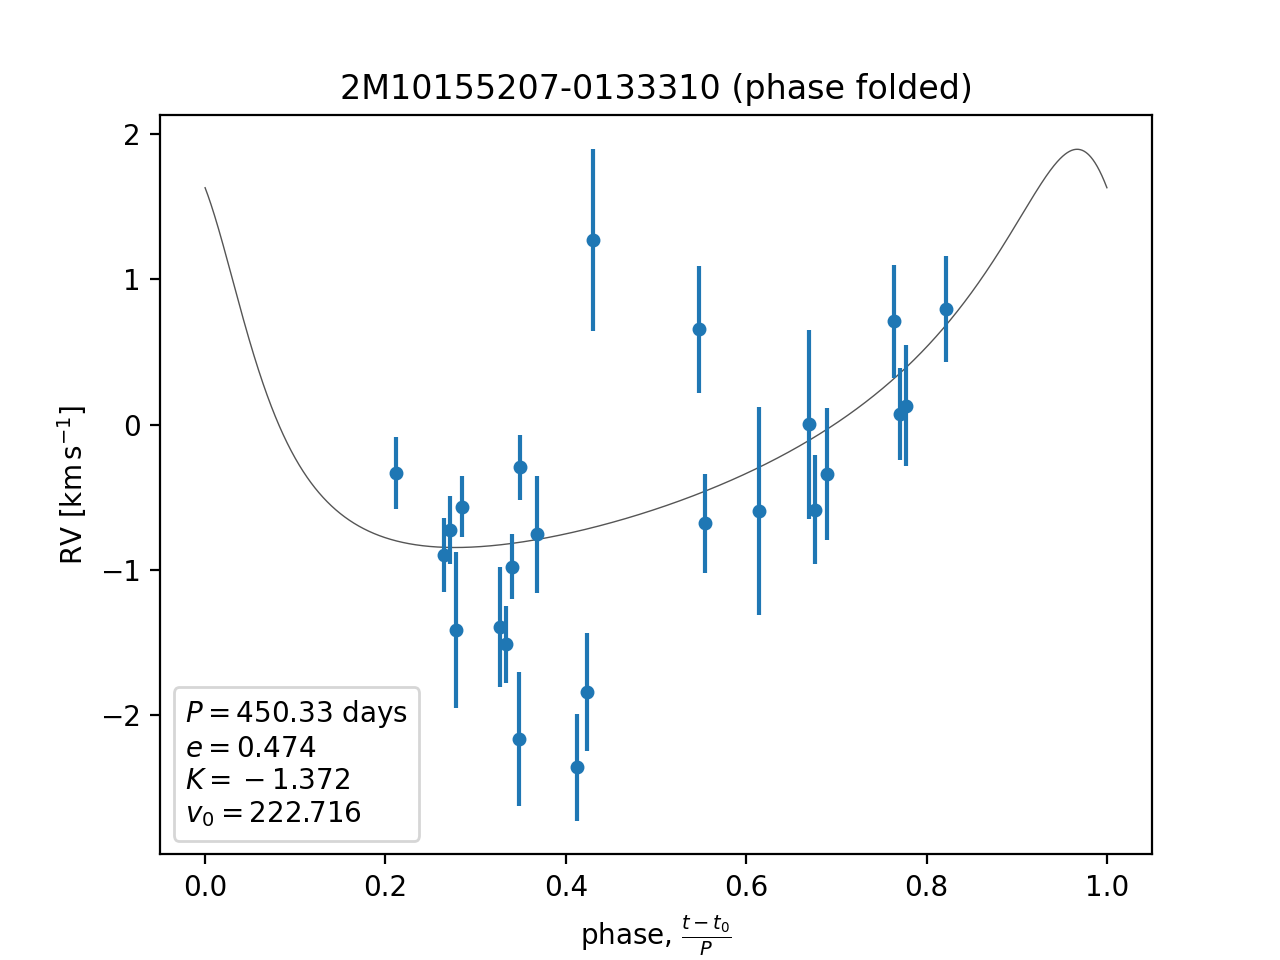 2M10155207-0133310 (phase folded)
RV [km s⁻¹]
2
1
0
−1
−2
P = 450.33 days
e = 0.474
K = −1.372
v₀ = 222.716
0.0 0.2 0.4 0.6 0.8 1.0
phase, (t − t₀)/P